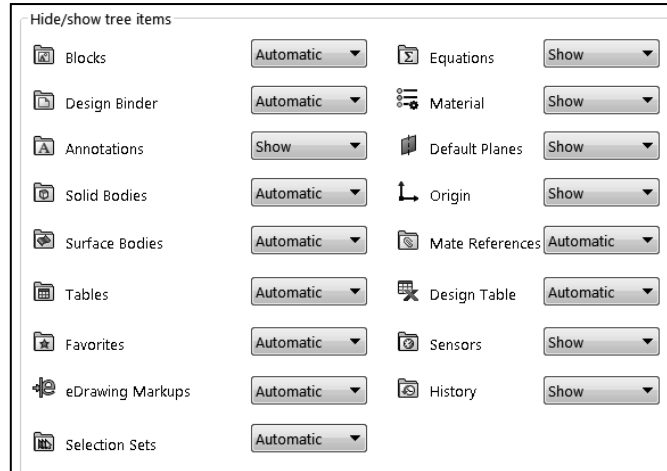 Hide/show tree items
Blocks Automatic Equations Show
Design Binder Automatic Material Show
Annotations Show Default Planes Show
Solid Bodies Automatic Origin Show
Surface Bodies Automatic Mate References Automatic
Tables Automatic Design Table Automatic
Favorites Automatic Sensors Show
eDrawing Markups Automatic History Show
Selection Sets Automatic